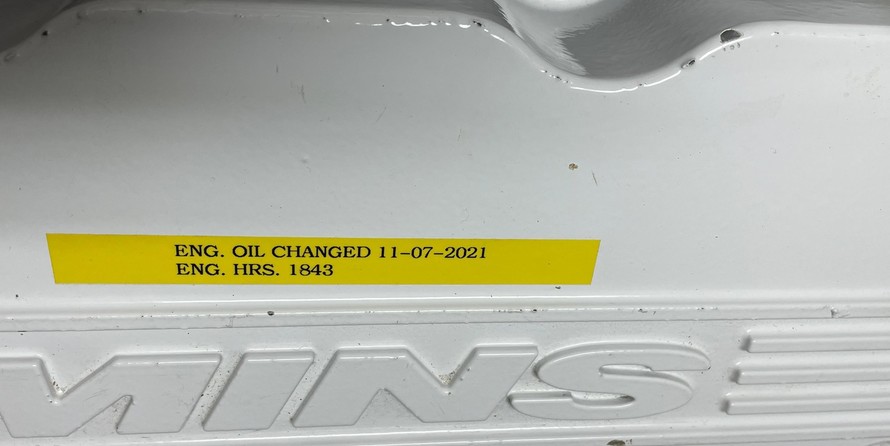 ENG. OIL CHANGED 11-07-2021
ENG. HRS. 1843
MINS